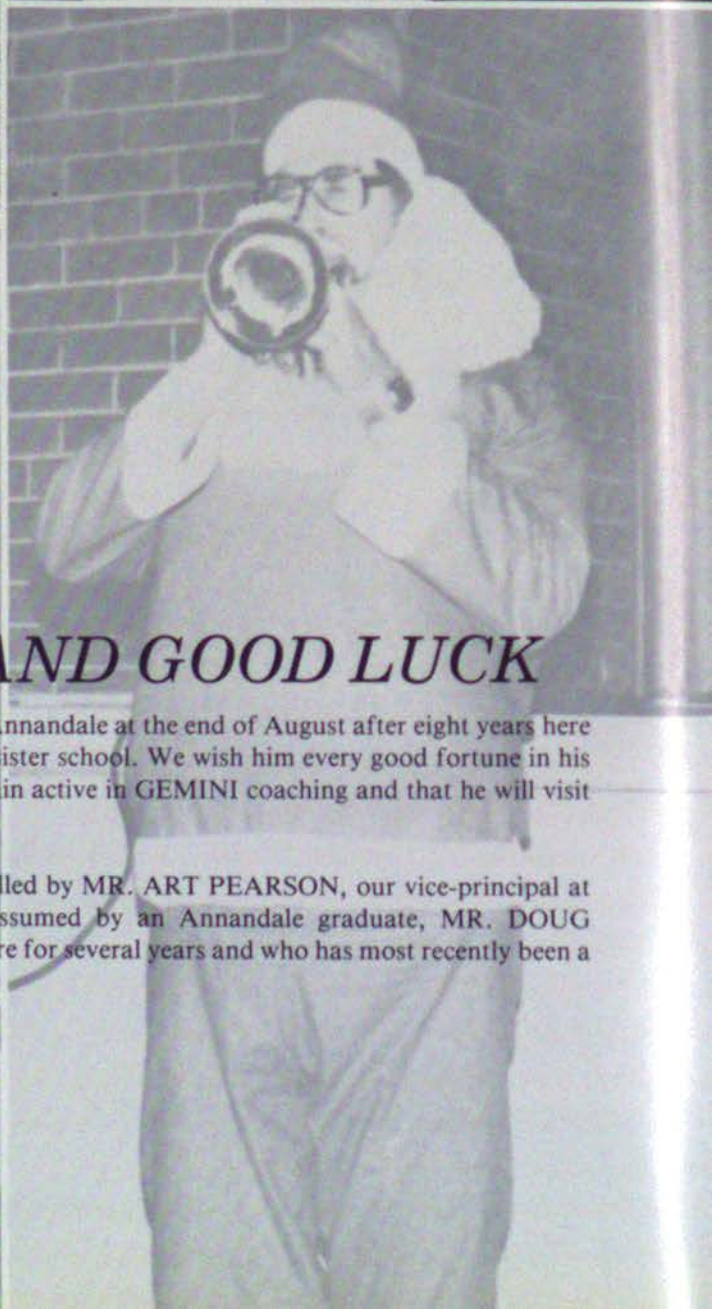 AND GOOD LUCK
nnandale at the end of August after eight years here
ister school. We wish him every good fortune in his
in active in GEMINI coaching and that he will visit
lled by MR. ART PEARSON, our vice-principal at
ssumed by an Annandale graduate, MR. DOUG
re for several years and who has most recently been a